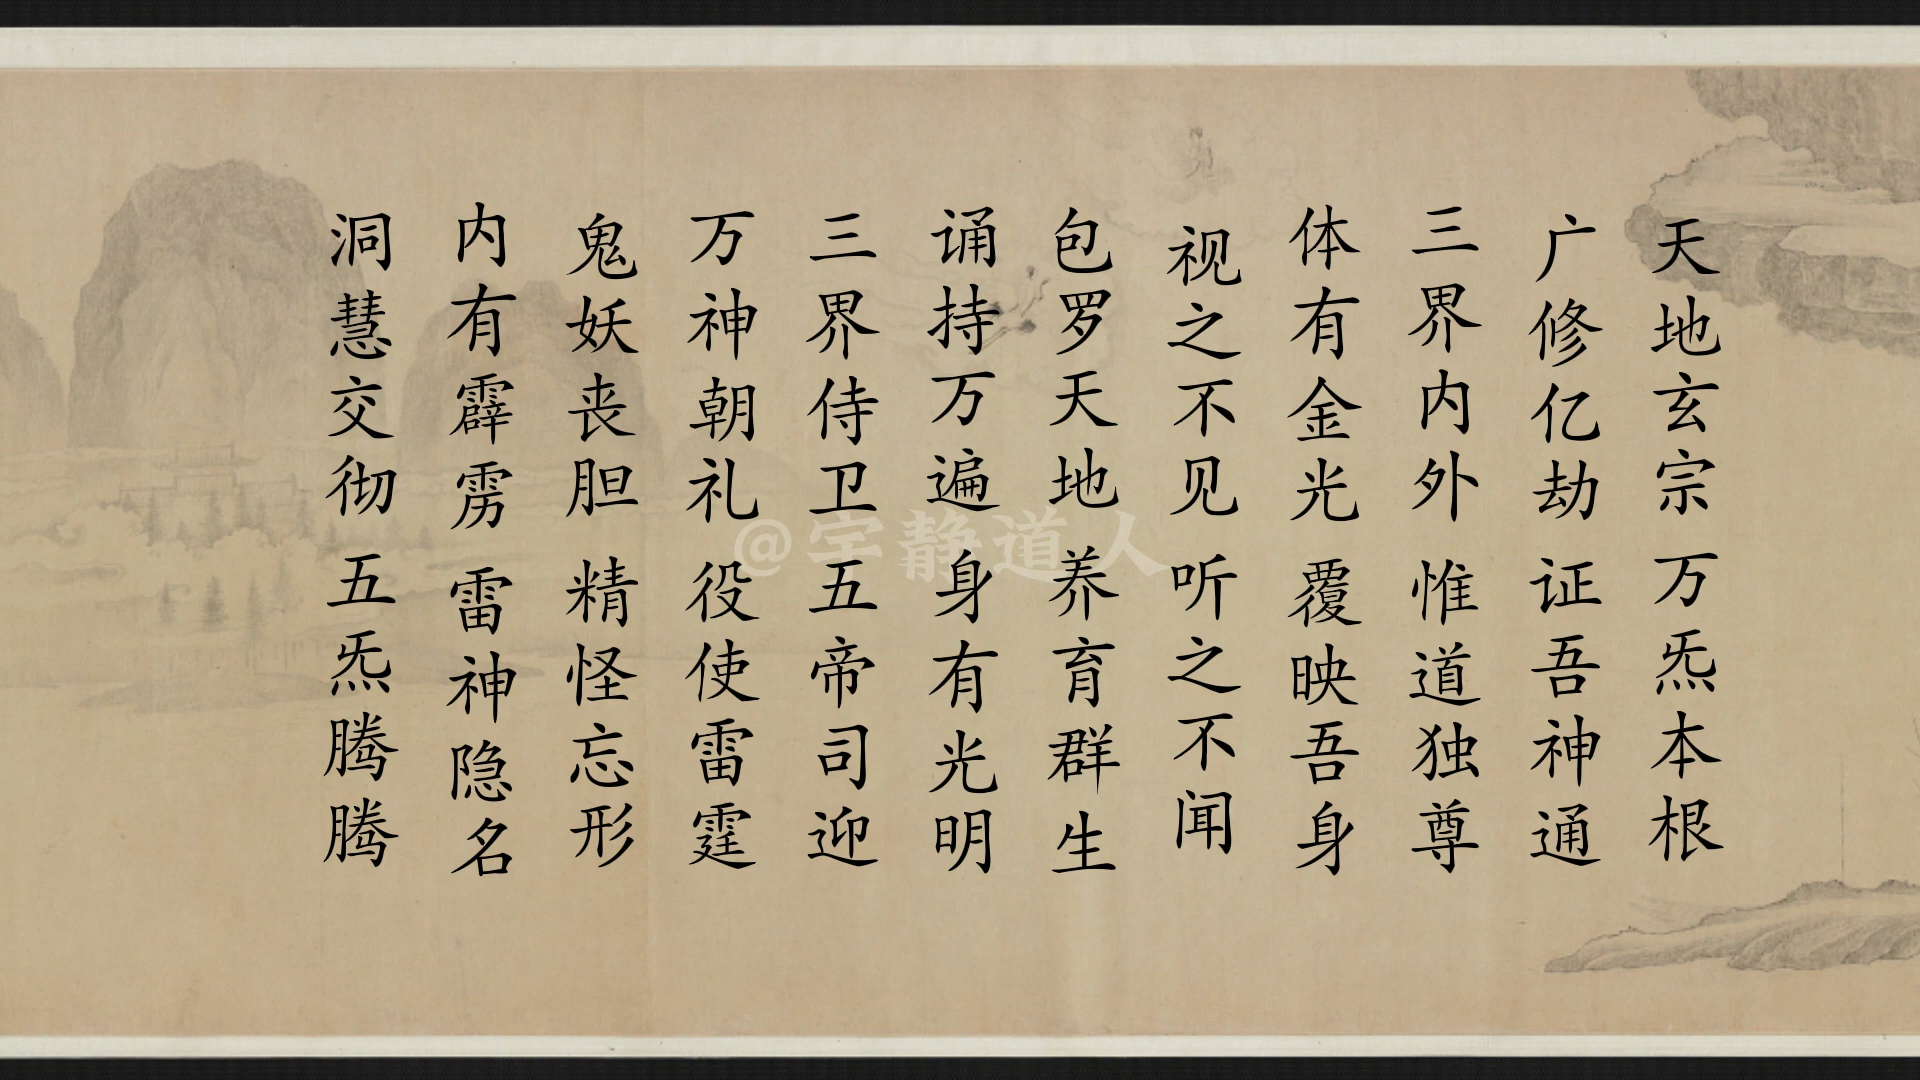 天地玄宗 万炁本根
广修亿劫 证吾神通
三界内外 惟道独尊
体有金光 覆映吾身
视之不见 听之不闻
包罗天地 养育群生
诵持万遍 身有光明
三界侍卫 五帝司迎
万神朝礼 役使雷霆
鬼妖丧胆 精怪忘形
内有霹雳 雷神隐名
洞慧交彻 五炁腾腾
@宇静道人